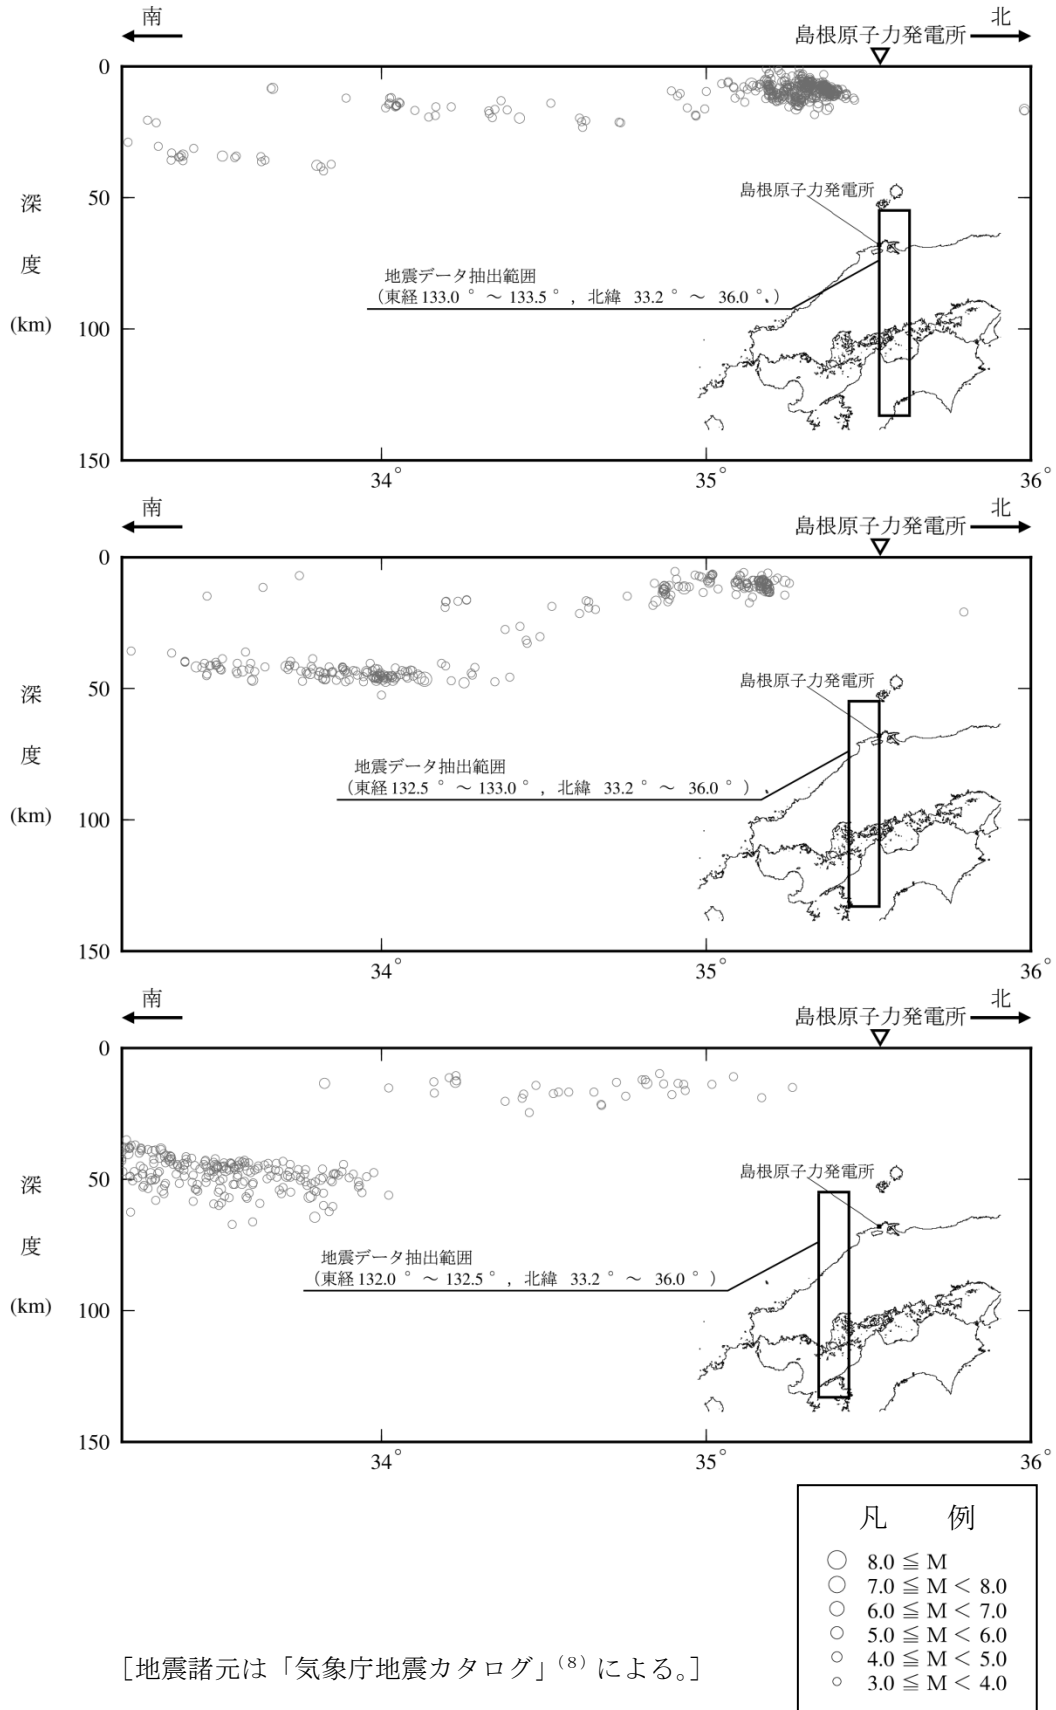 南 北
島根原子力発電所
0
50
深
度
(km)
100
150
島根原子力発電所
地震データ抽出範囲
（東経 133.0 ° ～ 133.5 ° , 北緯 33.2 ° ～ 36.0 ° ）
34° 35° 36°
南 北
島根原子力発電所
0
50
深
度
(km)
100
150
島根原子力発電所
地震データ抽出範囲
（東経 132.5 ° ～ 133.0 ° , 北緯 33.2 ° ～ 36.0 ° ）
34° 35° 36°
南 北
島根原子力発電所
0
50
深
度
(km)
100
150
島根原子力発電所
地震データ抽出範囲
（東経 132.0 ° ～ 132.5 ° , 北緯 33.2 ° ～ 36.0 ° ）
34° 35° 36°
凡 例
8.0 ≦ M
7.0 ≦ M < 8.0
6.0 ≦ M < 7.0
5.0 ≦ M < 6.0
4.0 ≦ M < 5.0
3.0 ≦ M < 4.0
［地震諸元は「気象庁地震カタログ」(8) による。］